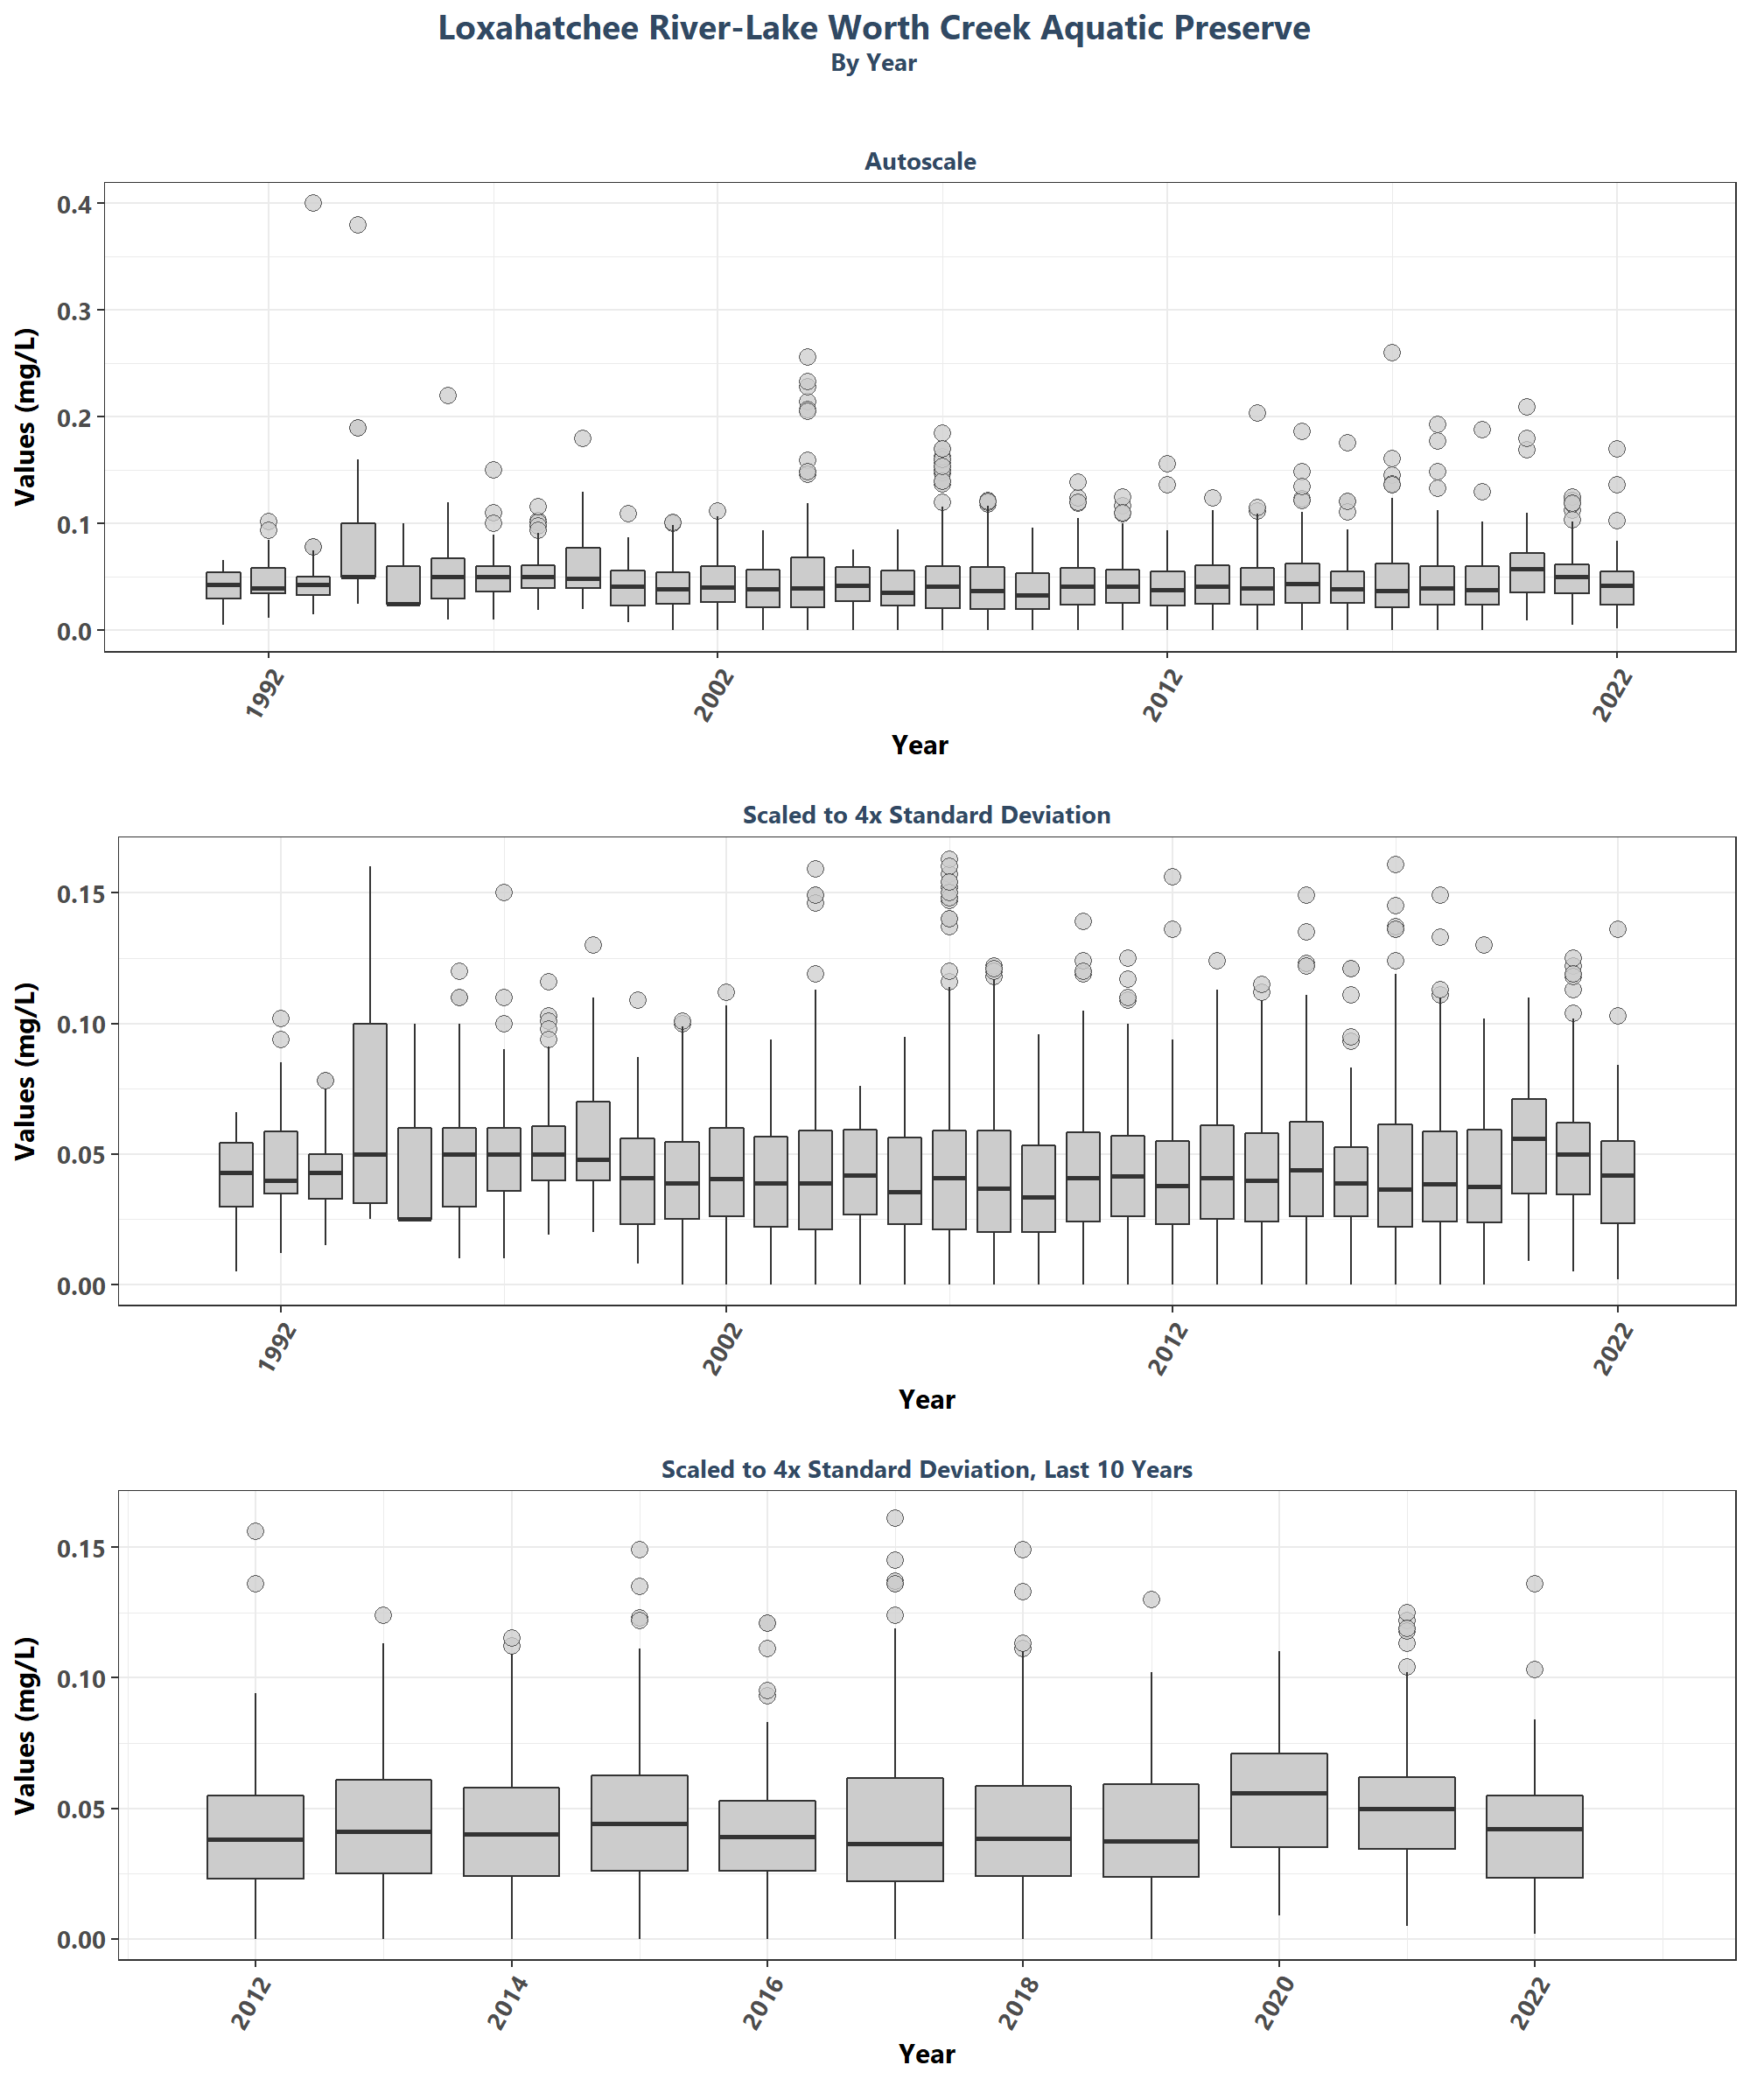 Loxahatchee River-Lake Worth Creek Aquatic Preserve
By Year
Autoscale
Values (mg/L)
0.4
0.3
0.2
0.1
0.0
1992 2002 2012 2022
Year
Scaled to 4x Standard Deviation
Values (mg/L)
0.15
0.10
0.05
0.00
1992 2002 2012 2022
Year
Scaled to 4x Standard Deviation, Last 10 Years
Values (mg/L)
0.15
0.10
0.05
0.00
2012 2014 2016 2018 2020 2022
Year